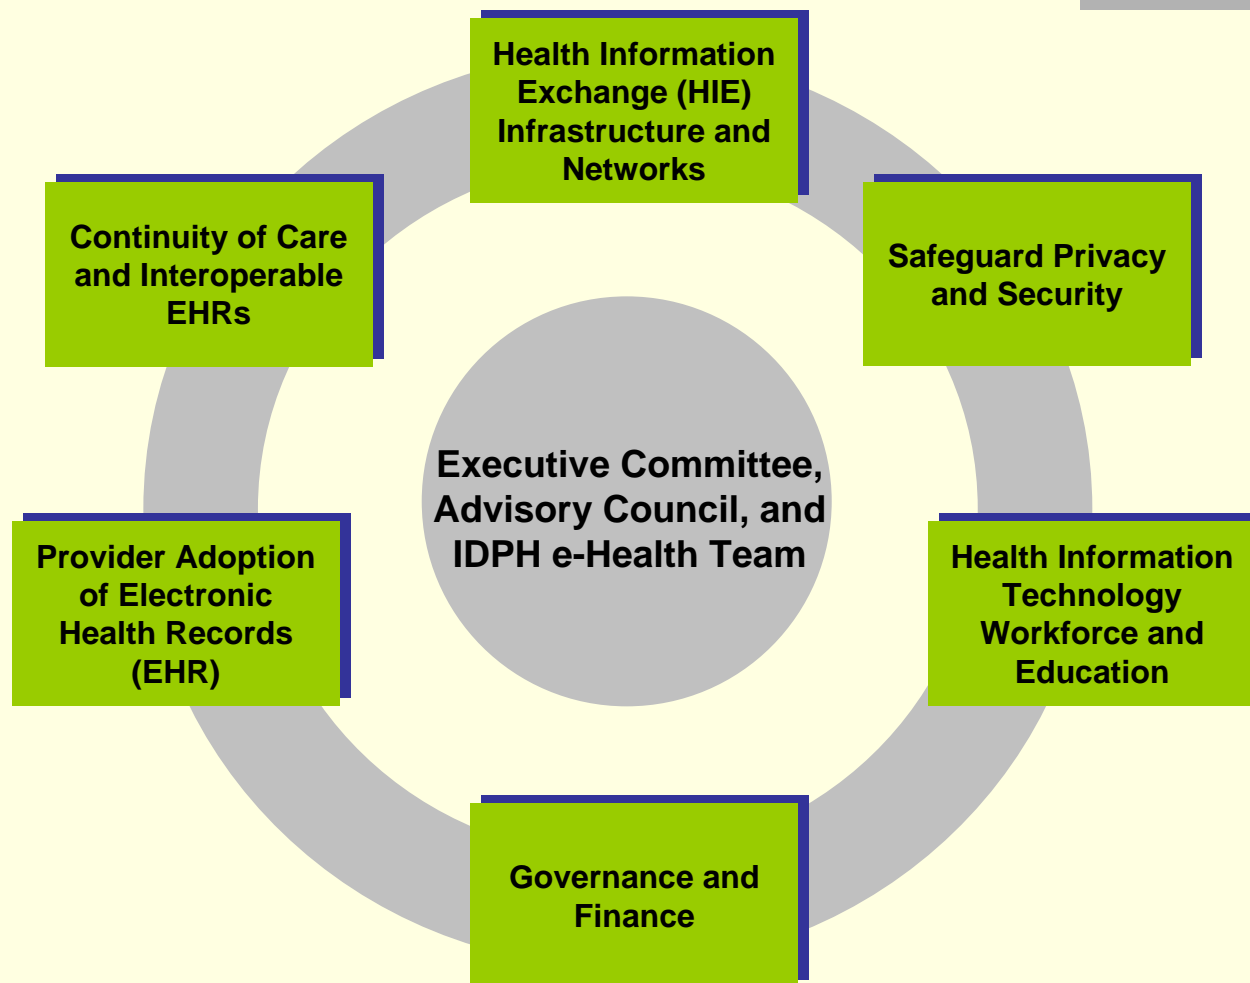 Health Information
Exchange (HIE)
Infrastructure and
Networks
Continuity of Care
and Interoperable
EHRs
Safeguard Privacy
and Security
Executive Committee,
Advisory Council, and
IDPH e-Health Team
Provider Adoption
of Electronic
Health Records
(EHR)
Health Information
Technology
Workforce and
Education
Governance and
Finance